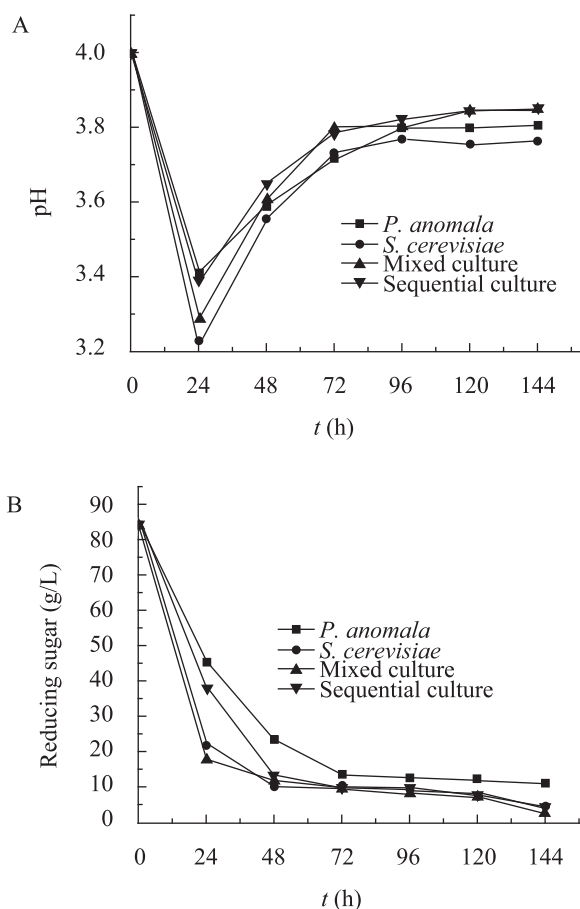 A
4.0
3.8
3.6
3.4
3.2
pH
P. anomala
S. cerevisiae
Mixed culture
Sequential culture
0 24 48 72 96 120 144
t (h)
B
90
80
70
60
50
40
30
20
10
0
Reducing sugar (g/L)
P. anomala
S. cerevisiae
Mixed culture
Sequential culture
0 24 48 72 96 120 144
t (h)